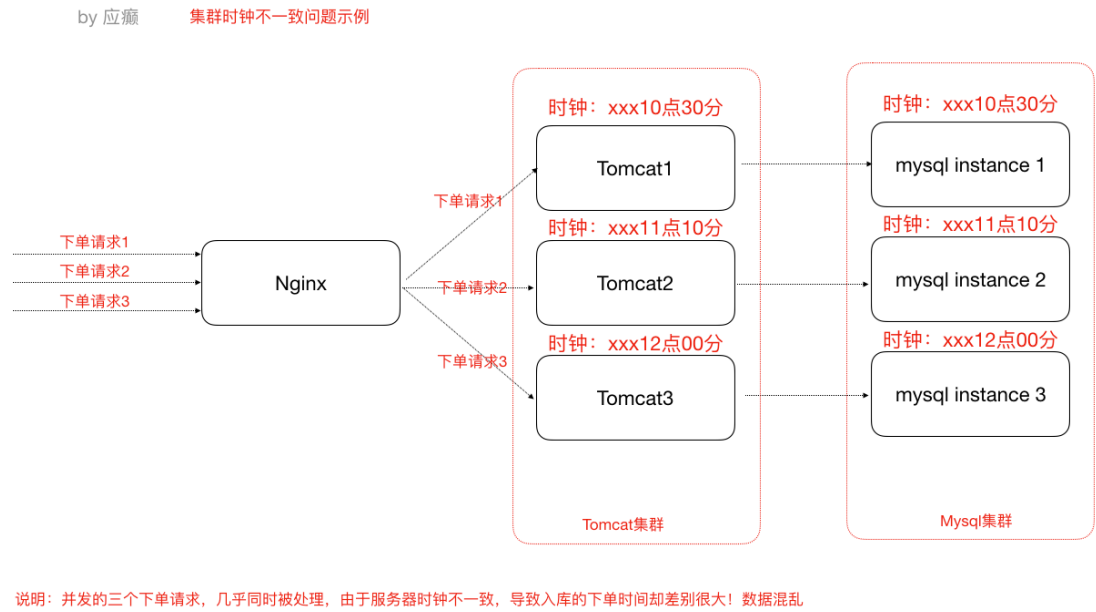 by 应癫
集群时钟不一致问题示例
下单请求1
下单请求2
下单请求3
Nginx
下单请求1
下单请求2
下单请求3
时钟：xxx10点30分
Tomcat1
时钟：xxx11点10分
Tomcat2
时钟：xxx12点00分
Tomcat3
Tomcat集群
时钟：xxx10点30分
mysql instance 1
时钟：xxx11点10分
mysql instance 2
时钟：xxx12点00分
mysql instance 3
Mysql集群
说明：并发的三个下单请求，几乎同时被处理，由于服务器时钟不一致，导致入库的下单时间却差别很大！数据混乱